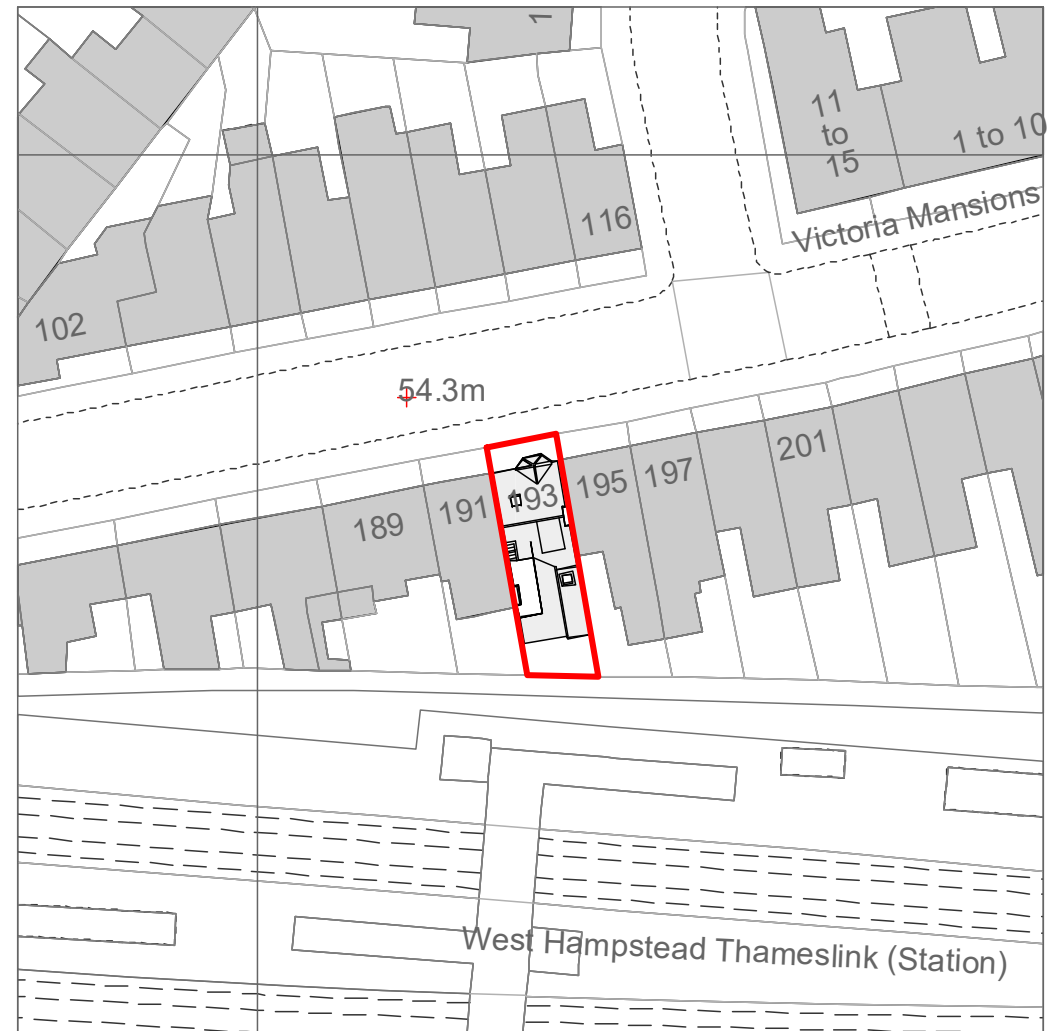 1
11
to
15
1 to 10
116
Victoria Mansions
102
54.3m
201
197
195
193
191
189
West Hampstead Thameslink (Station)